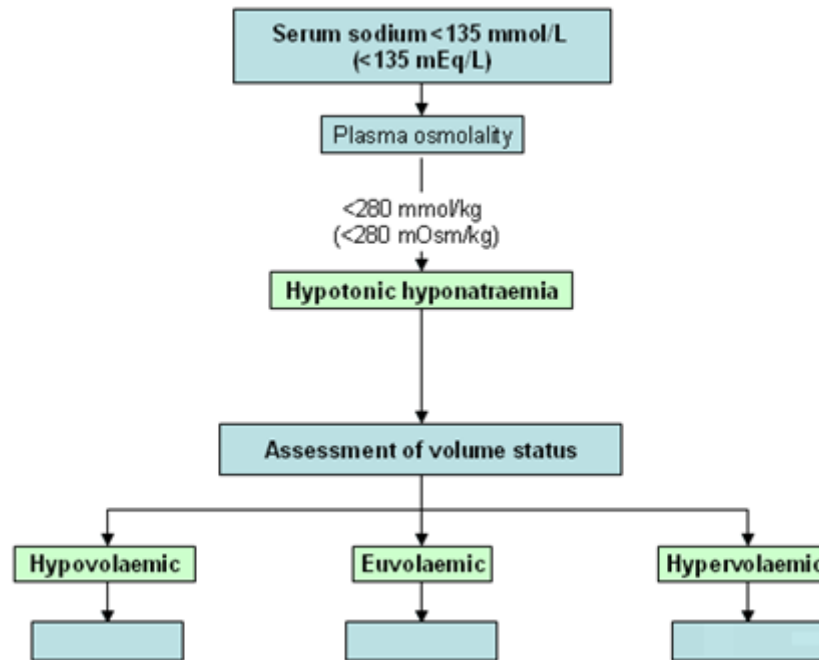 Serum sodium <135 mmol/L
(<135 mEq/L)
Plasma osmolality
<280 mmol/kg
(<280 mOsm/kg)
Hypotonic hyponatraemia
Assessment of volume status
Hypovolaemic
Euvolaemic
Hypervolaemic